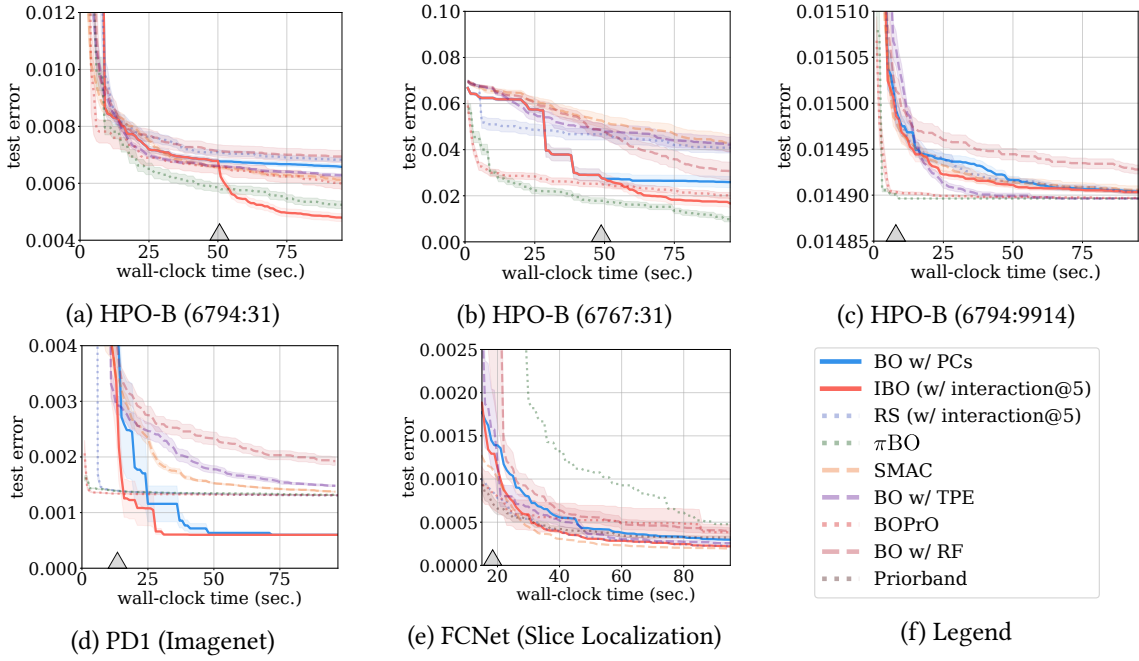 0.012
0.010
0.008
0.006
0.004
test error
0 25 50 75
wall-clock time (sec.)
(a) HPO-B (6794:31)
0.10
0.08
0.06
0.04
0.02
0.00
test error
0 25 50 75
wall-clock time (sec.)
(b) HPO-B (6767:31)
0.01510
0.01505
0.01500
0.01495
0.01490
0.01485
test error
0 25 50 75
wall-clock time (sec.)
(c) HPO-B (6794:9914)
0.004
0.003
0.002
0.001
0.000
test error
0 25 50 75
wall-clock time (sec.)
(d) PD1 (Imagenet)
0.0025
0.0020
0.0015
0.0010
0.0005
0.0000
test error
20 40 60 80
wall-clock time (sec.)
(e) FCNet (Slice Localization)
BO w/ PCs
IBO (w/ interaction@5)
RS (w/ interaction@5)
πBO
SMAC
BO w/ TPE
BOPrO
BO w/ RF
Priorband
(f) Legend